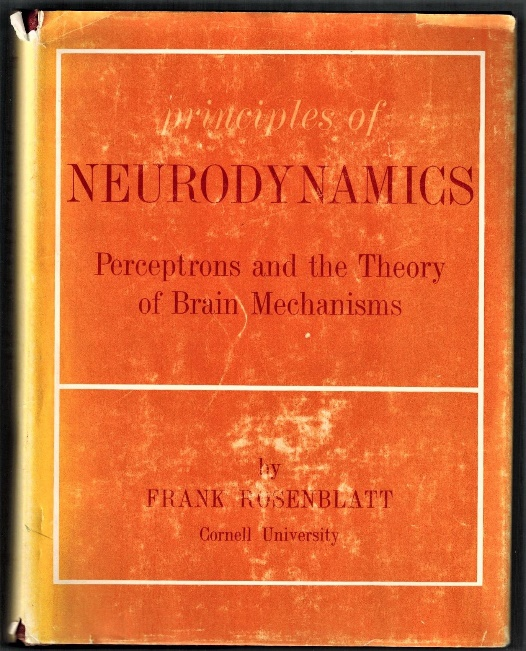 principles of
NEURODYNAMICS
Perceptrons and the Theory
of Brain Mechanisms
by
FRANK ROSENBLATT
Cornell University